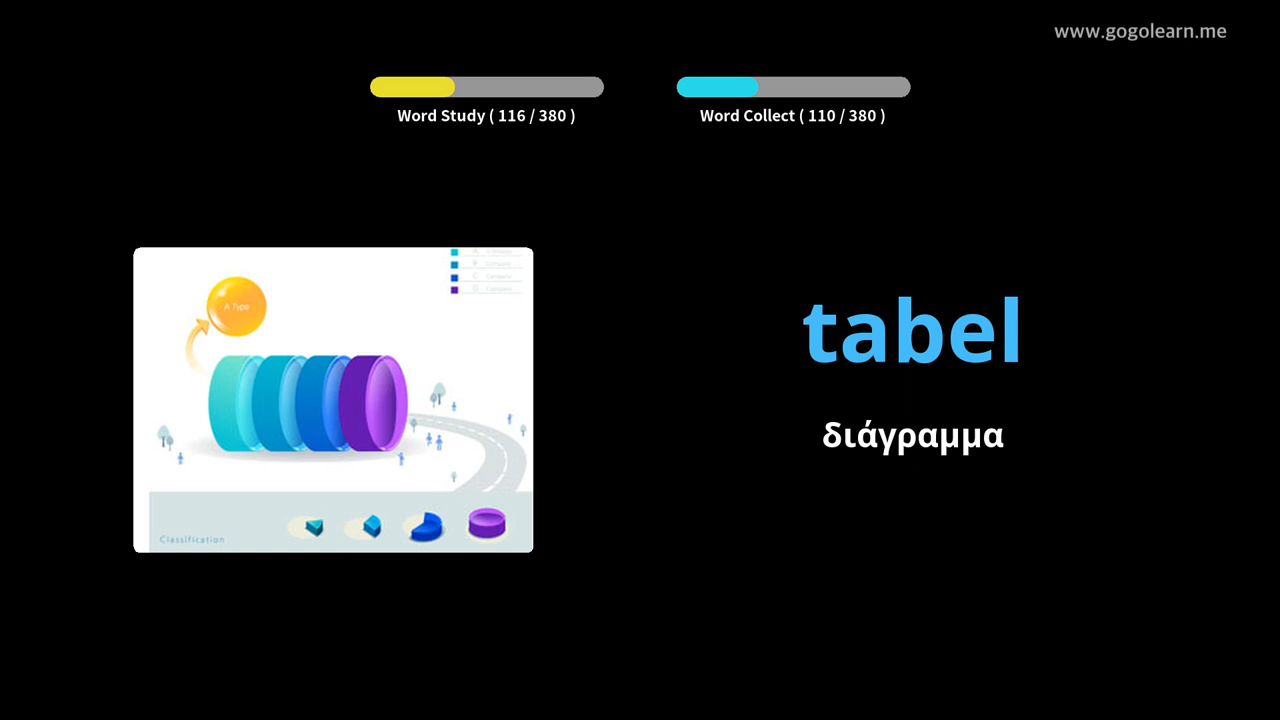 www.gogolearn.me
Word Study ( 116 / 380 )
Word Collect ( 110 / 380 )
A Type
Classification
tabel
διάγραμμα